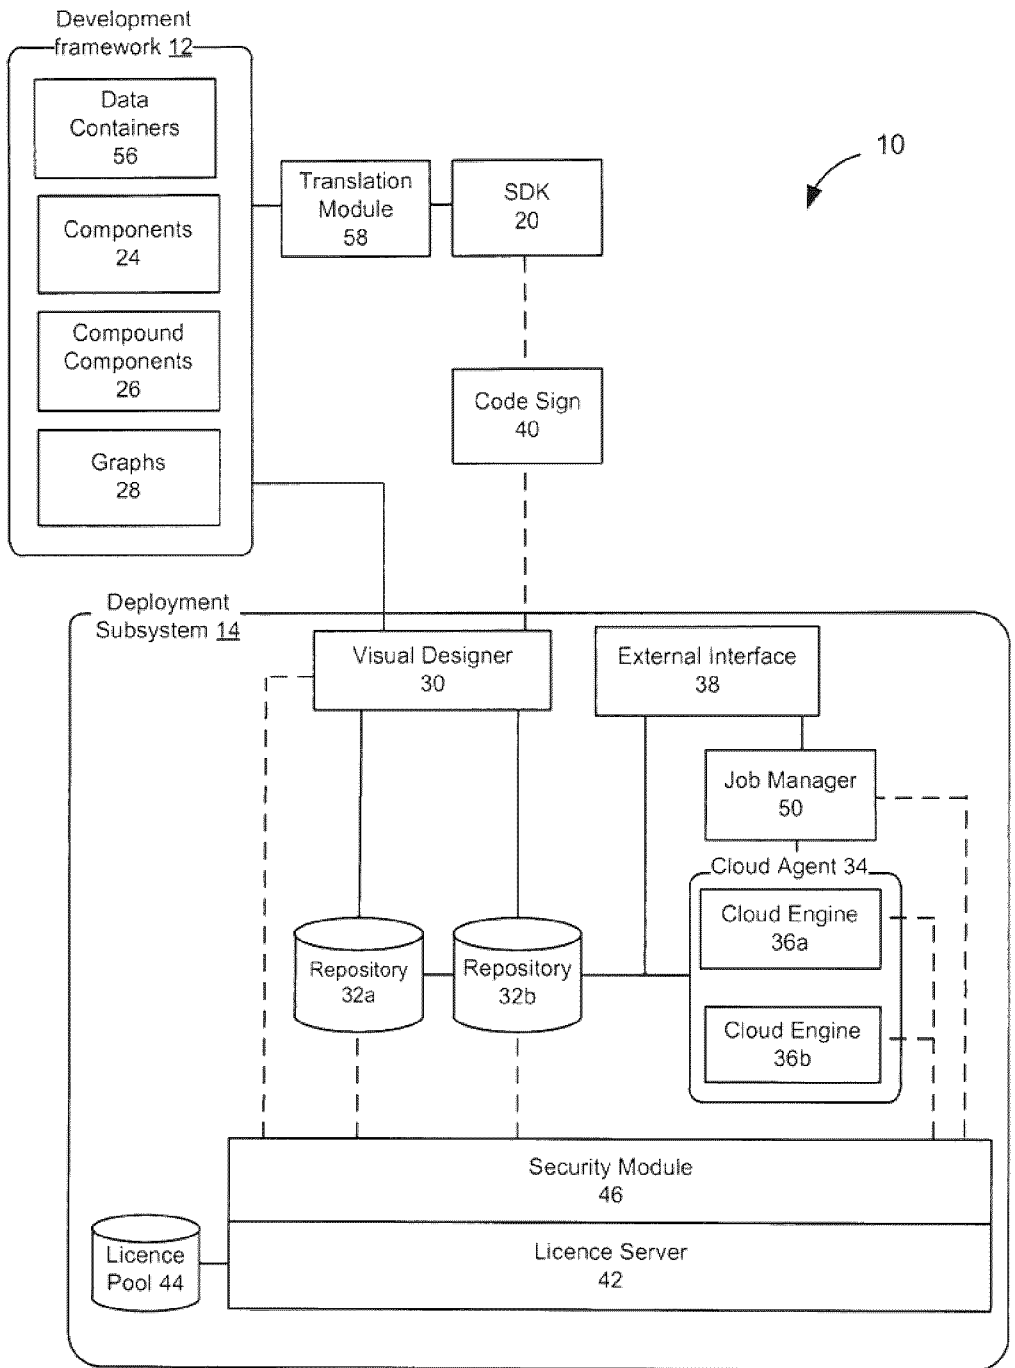 Development
framework 12
Data
Containers
56
Components
24
Compound
Components
26
Graphs
28
Translation
Module
58
SDK
20
10
Code Sign
40
Deployment
Subsystem 14
Visual Designer
30
External Interface
38
Job Manager
50
Cloud Agent 34
Cloud Engine
36a
Repository
32a
Repository
32b
Cloud Engine
36b
Security Module
46
Licence
Pool 44
Licence Server
42